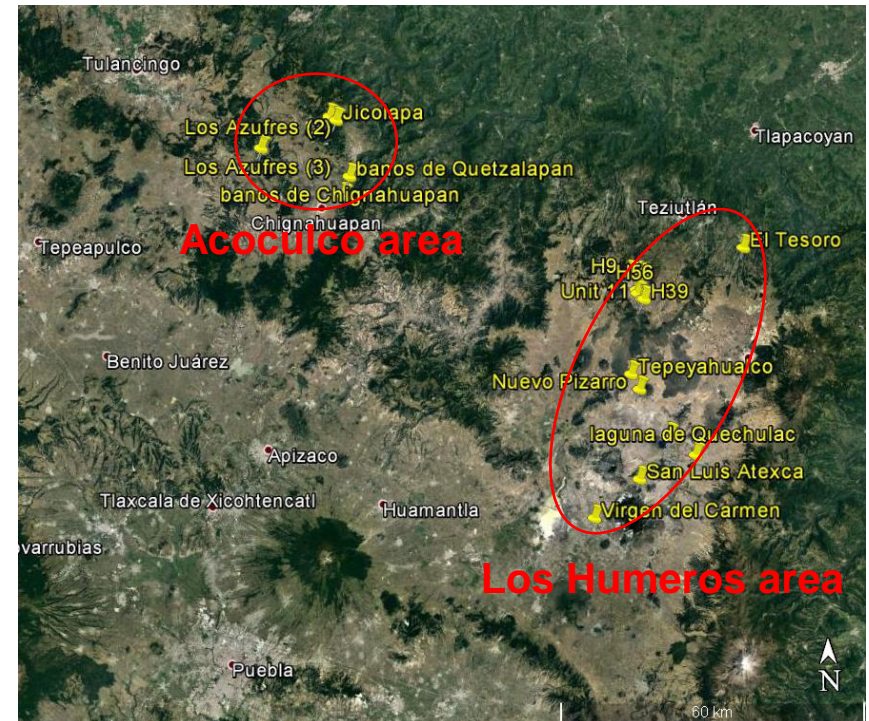 Tulancingo
Jicolapa
Los Azufres (2)
Tlapacoyan
Los Azufres (3)
banos de Quetzalapan
banos de Chignahuapan
Teziutlán
Chignahuapan
Acoculco area
El Tesoro
Tepeapulco
H9
H56
Unit 11
H39
Benito Juárez
Tepeyahualco
Nuevo Pizarro
laguna de Quechulac
Apizaco
San Luis Atexca
Tlaxcala de Xicohtencatl
Huamantla
Virgen del Carmen
ovarrubias
Los Humeros area
Puebla
N
60 km